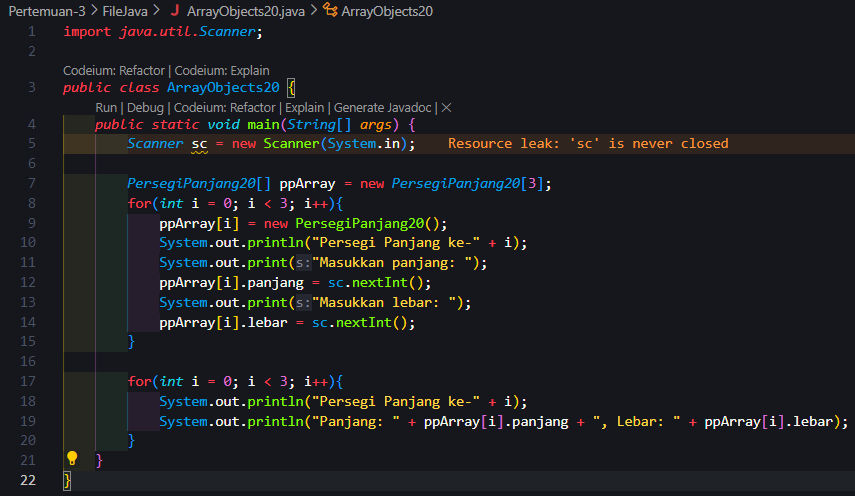 Pertemuan-3 > FileJava > J ArrayObjects20.java > ArrayObjects20
1 import java.util.Scanner;
2
Codeium: Refactor | Codeium: Explain
3 public class ArrayObjects20 {
Run | Debug | Codeium: Refactor | Explain | Generate Javadoc | ×
4 public static void main(String[] args) {
5 Scanner sc = new Scanner(System.in); Resource leak: 'sc' is never closed
6
7 PersegiPanjang20[] ppArray = new PersegiPanjang20[3];
8 for(int i = 0; i < 3; i++){
9 ppArray[i] = new PersegiPanjang20();
10 System.out.println("Persegi Panjang ke-" + i);
11 System.out.print(s:"Masukkan panjang: ");
12 ppArray[i].panjang = sc.nextInt();
13 System.out.print(s:"Masukkan lebar: ");
14 ppArray[i].lebar = sc.nextInt();
15 }
16
17 for(int i = 0; i < 3; i++){
18 System.out.println("Persegi Panjang ke-" + i);
19 System.out.println("Panjang: " + ppArray[i].panjang + ", Lebar: " + ppArray[i].lebar);
20 }
21 }
22 }